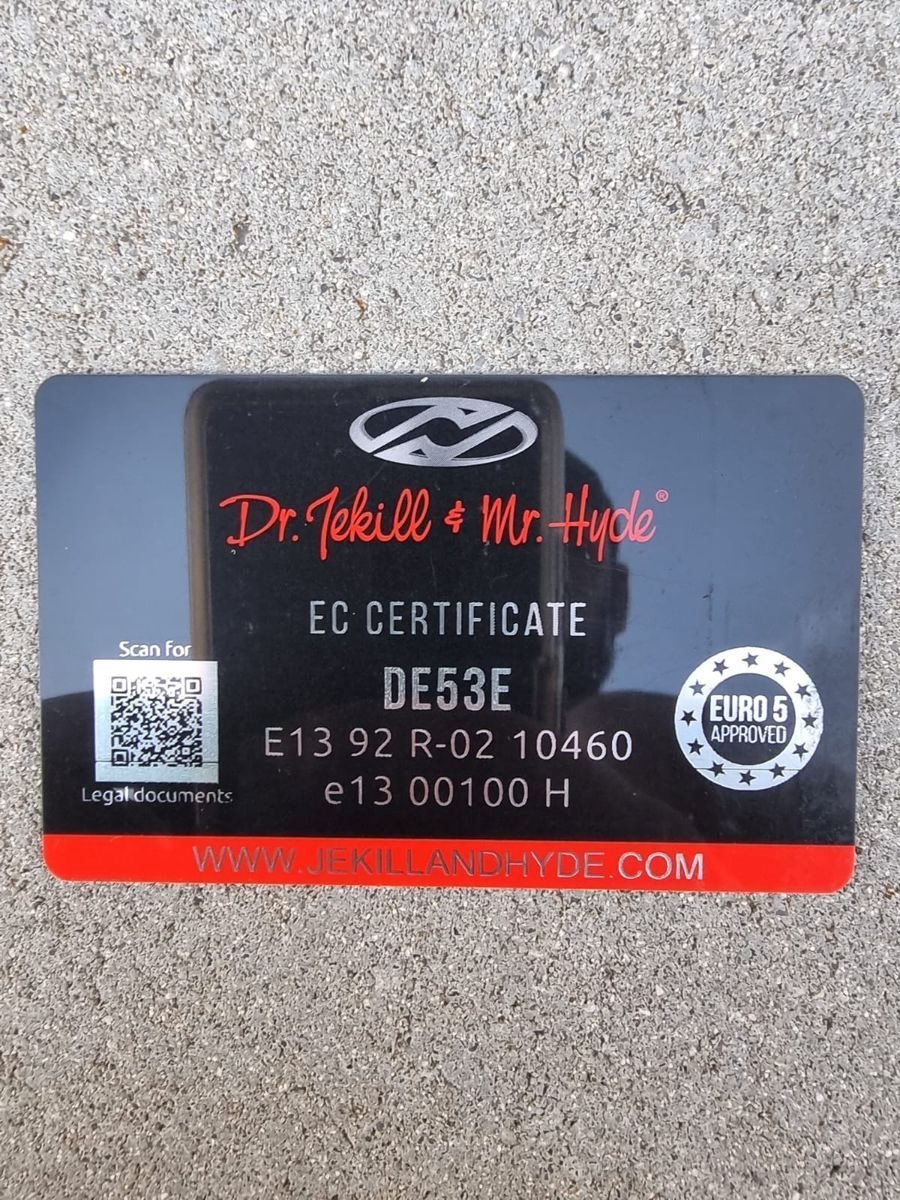 Dr. Jekill & Mr. Hyde®
EC CERTIFICATE
DE53E
E13 92 R-02 10460
e13 00100 H
Scan for
Legal documents
EURO 5
APPROVED
WWW.JEKILLANDHYDE.COM